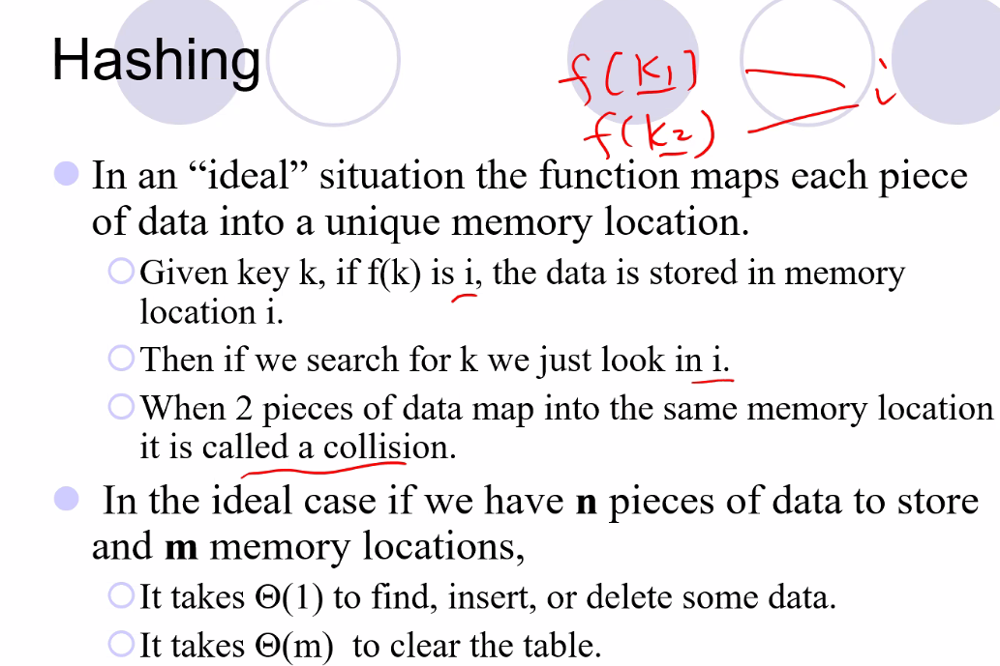 Hashing
f(k1)
i
f(k2)
In an “ideal” situation the function maps each piece
of data into a unique memory location.
Given key k, if f(k) is i, the data is stored in memory
location i.
Then if we search for k we just look in i.
When 2 pieces of data map into the same memory location
it is called a collision.
In the ideal case if we have n pieces of data to store
and m memory locations,
It takes Θ(1) to find, insert, or delete some data.
It takes Θ(m) to clear the table.